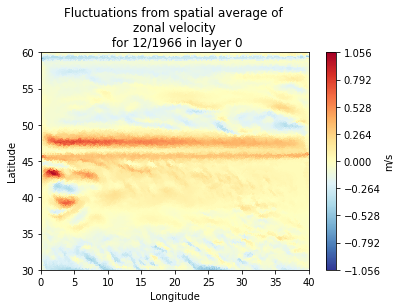 Fluctuations from spatial average of
zonal velocity
for 12/1966 in layer 0
60
55
50
45
40
35
30
Latitude
0 5 10 15 20 25 30 35 40
Longitude
1.056
0.792
0.528
0.264
0.000
−0.264
−0.528
−0.792
−1.056
m/s